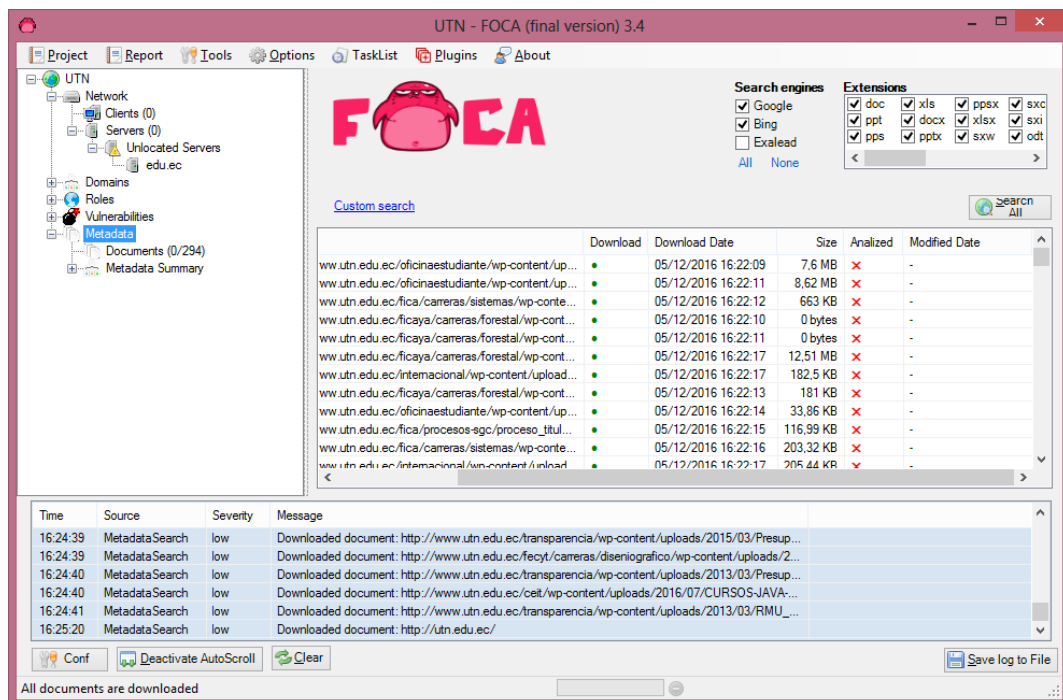 UTN - FOCA (final version) 3.4
Project Report Tools Options TaskList Plugins About
UTN
Network
Clients (0)
Servers (0)
Unlocated Servers
edu.ec
Domains
Roles
Vulnerabilities
Metadata
Documents (0/294)
Metadata Summary
FOCA
Search engines
Google
Bing
Exalead
All None
Extensions
doc xls ppsx sxc
ppt docx xlsx sxi
pps pptx sxw odt
Custom search
Search All
Download Download Date Size Analized Modified Date
ww.utn.edu.ec/oficinaestudiante/wp-content/up... 05/12/2016 16:22:09 7,6 MB -
ww.utn.edu.ec/oficinaestudiante/wp-content/up... 05/12/2016 16:22:11 8,62 MB -
ww.utn.edu.ec/fica/carreras/sistemas/wp-conte... 05/12/2016 16:22:12 663 KB -
ww.utn.edu.ec/ficaya/carreras/forestal/wp-cont... 05/12/2016 16:22:10 0 bytes -
ww.utn.edu.ec/ficaya/carreras/forestal/wp-cont... 05/12/2016 16:22:11 0 bytes -
ww.utn.edu.ec/ficaya/carreras/forestal/wp-cont... 05/12/2016 16:22:17 12,51 MB -
ww.utn.edu.ec/internacional/wp-content/upload... 05/12/2016 16:22:17 182,5 KB -
ww.utn.edu.ec/ficaya/carreras/forestal/wp-cont... 05/12/2016 16:22:13 181 KB -
ww.utn.edu.ec/oficinaestudiante/wp-content/up... 05/12/2016 16:22:14 33,86 KB -
ww.utn.edu.ec/fica/procesos-sgc/proceso_titul... 05/12/2016 16:22:15 116,99 KB -
ww.utn.edu.ec/fica/carreras/sistemas/wp-conte... 05/12/2016 16:22:16 203,32 KB -
ww.utn.edu.ec/internacional/wp-content/upload... 05/12/2016 16:22:17 205,44 KB -
Time Source Severity Message
16:24:39 MetadataSearch low Downloaded document: http://www.utn.edu.ec/transparencia/wp-content/uploads/2015/03/Presup...
16:24:39 MetadataSearch low Downloaded document: http://www.utn.edu.ec/fecyt/carreras/diseniografico/wp-content/uploads/2...
16:24:40 MetadataSearch low Downloaded document: http://www.utn.edu.ec/transparencia/wp-content/uploads/2013/03/Presup...
16:24:40 MetadataSearch low Downloaded document: http://www.utn.edu.ec/ceit/wp-content/uploads/2016/07/CURSOS-JAVA-...
16:24:41 MetadataSearch low Downloaded document: http://www.utn.edu.ec/transparencia/wp-content/uploads/2013/03/RMU_...
16:25:20 MetadataSearch low Downloaded document: http://utn.edu.ec/
Conf Deactivate AutoScroll Clear Save log to File
All documents are downloaded